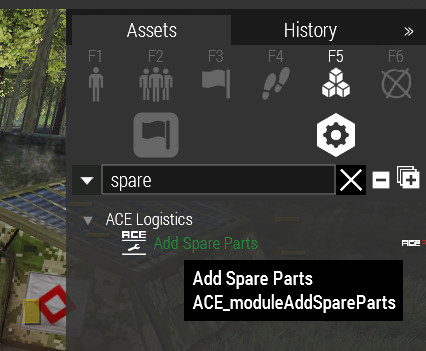 Assets History »
F1 F2 F3 F4 F5 F6
spare
ACE Logistics
ACE Add Spare Parts ACE
Add Spare Parts
ACE_moduleAddSpareParts